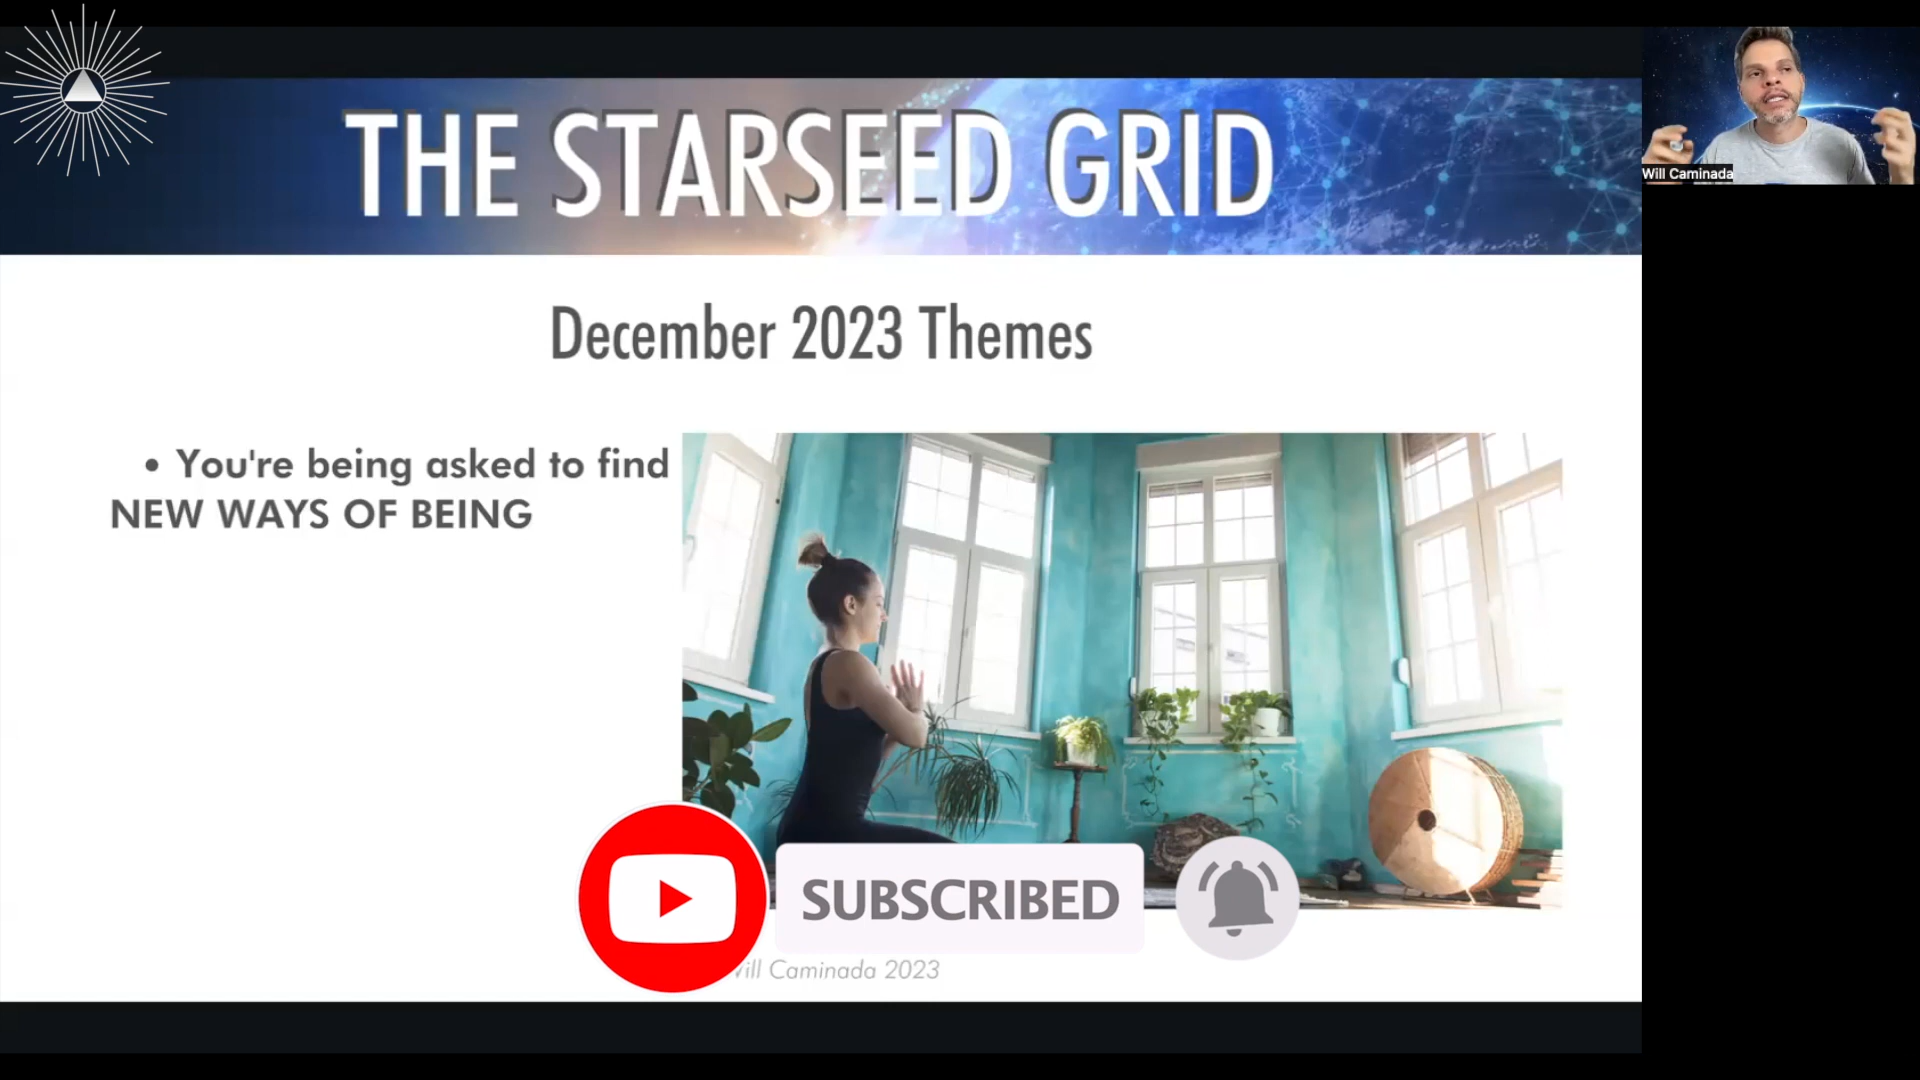 THE STARSEED GRID
Will Caminada
December 2023 Themes
• You're being asked to find
NEW WAYS OF BEING
SUBSCRIBED
Will Caminada 2023